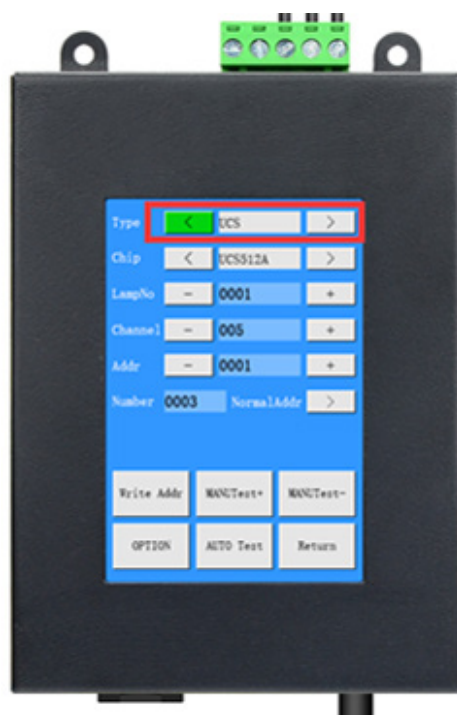 Type < UCS >
Chip < UCS512A >
LampNo - 0001 +
Channel - 005 +
Addr - 0001 +
Number 0003 NormalAddr >
Write Addr MANUTest+ MANUTest-
OPTION AUTO Test Return